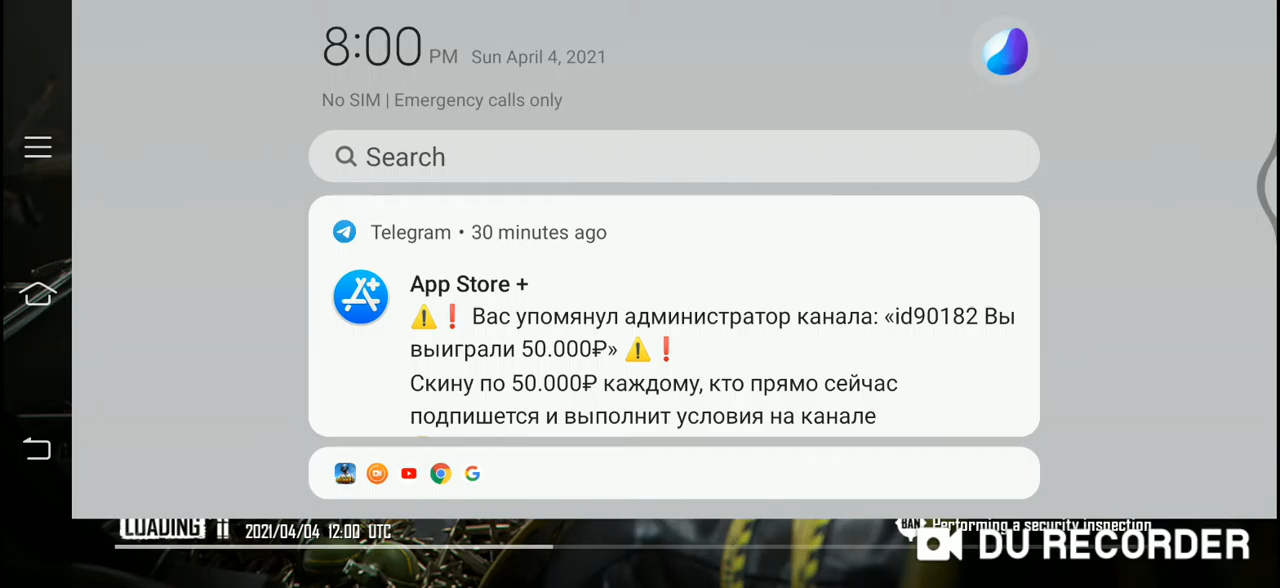 8:00 PM Sun April 4, 2021
No SIM | Emergency calls only
Search
Telegram • 30 minutes ago
App Store +
⚠️❗ Вас упомянул администратор канала: «id90182 Вы
выиграли 50.000₽» ⚠️❗
Скину по 50.000₽ каждому, кто прямо сейчас
подпишется и выполнит условия на канале
LOADING 2021/04/04 12:00 UTC
BAN Performing a security inspection
DU RECORDER